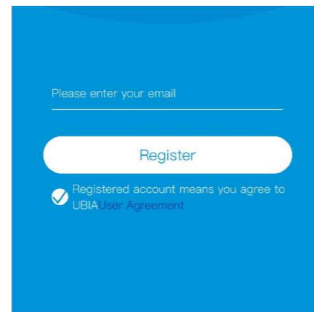 Please enter your email
Register
Registered account means you agree to
UBIAUser Agreement